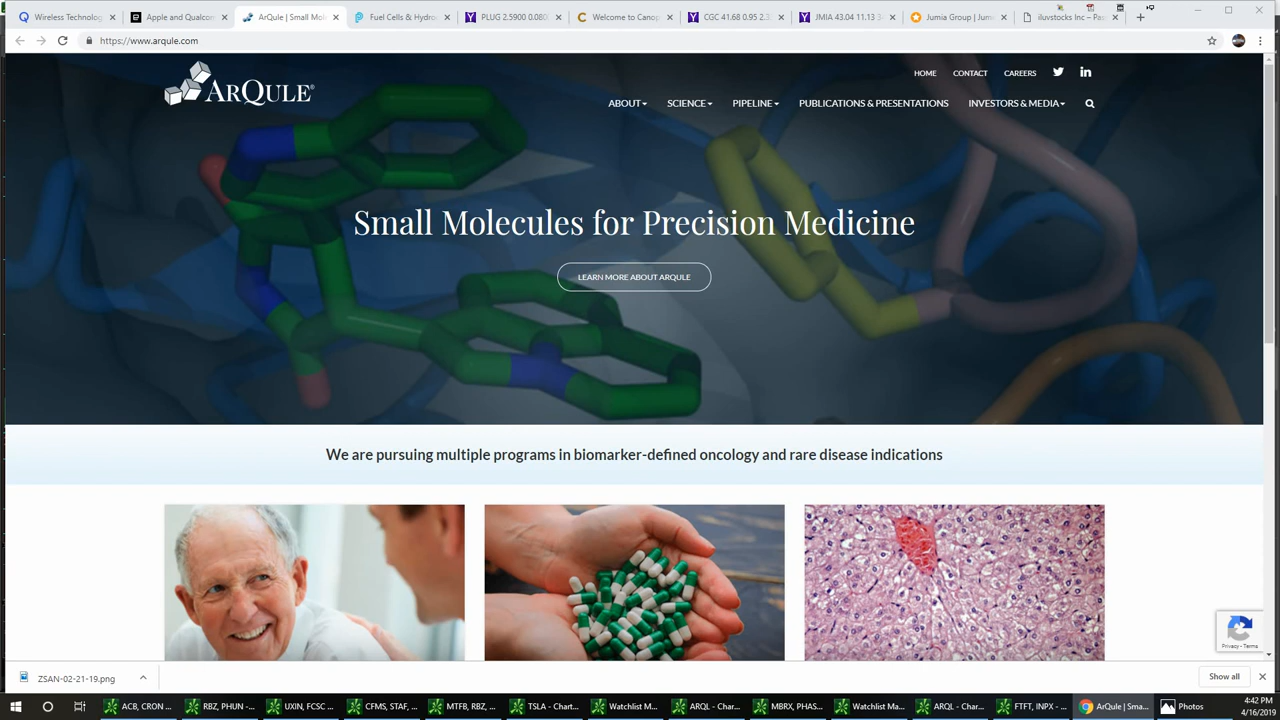 Wireless Technolog
Apple and Qualcom
ArQule | Small Mol
Fuel Cells & Hydro
PLUG 2.5900 0.080
Welcome to Canop
CGC 41.68 0.95 2.3
JMIA 43.04 11.13 3
Jumia Group | Jum
iluvstocks Inc – Pa
https://www.arqule.com
ARQULE®
HOME
CONTACT
CAREERS
ABOUT
SCIENCE
PIPELINE
PUBLICATIONS & PRESENTATIONS
INVESTORS & MEDIA
Small Molecules for Precision Medicine
LEARN MORE ABOUT ARQULE
We are pursuing multiple programs in biomarker-defined oncology and rare disease indications
Privacy - Terms
ZSAN-02-21-19.png
Show all
ACB, CRON ...
RBZ, PHUN - ...
UXIN, FCSC ...
CFMS, STAF, ...
MTFB, RBZ, ...
TSLA - Chart...
Watchlist M...
ARQL - Char...
MBRX, PHAS...
Watchlist Ma...
ARQL - Char...
FTFT, INPX - ...
ArQule | Sma...
Photos
4:42 PM
4/16/2019